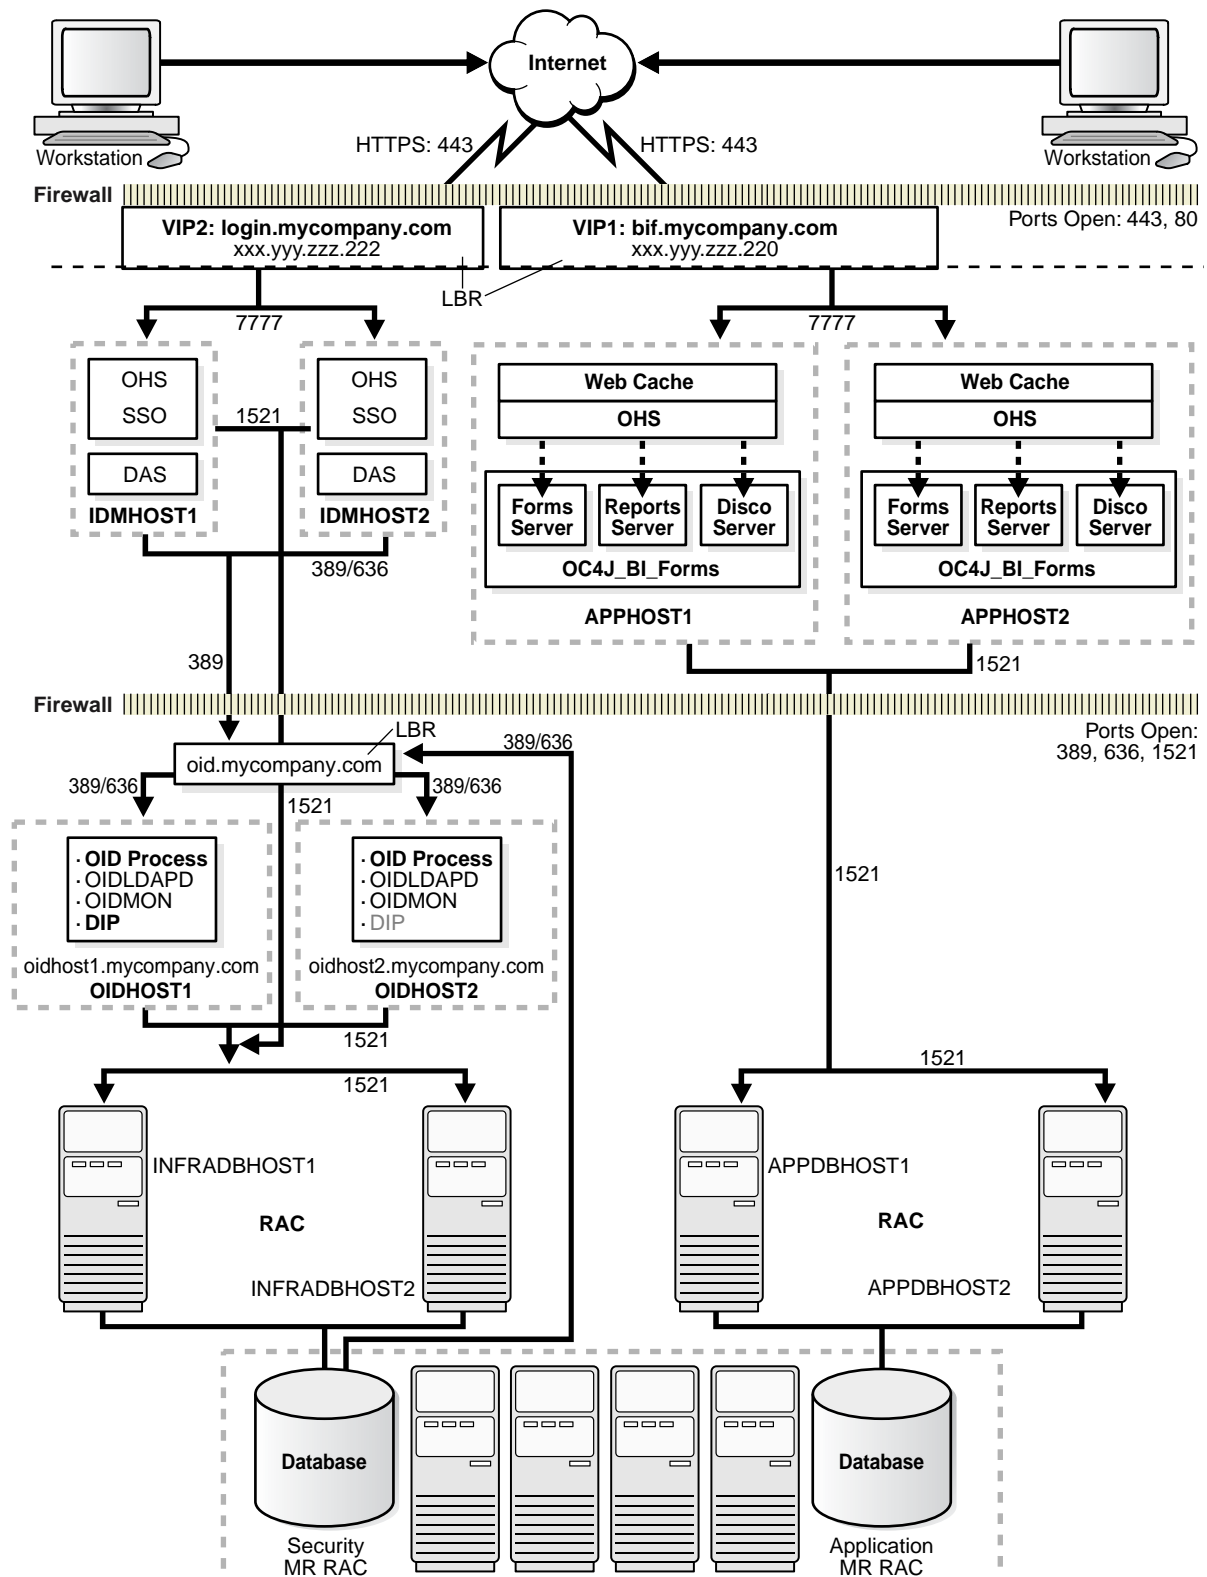 Internet
Workstation
Workstation
HTTPS: 443
HTTPS: 443
Firewall
Ports Open: 443, 80
VIP2: login.mycompany.com
xxx.yyy.zzz.222
VIP1: bif.mycompany.com
xxx.yyy.zzz.220
LBR
7777
7777
OHS
SSO
DAS
IDMHOST1
1521
OHS
SSO
DAS
IDMHOST2
389/636
Web Cache
OHS
Forms
Server
Reports
Server
Disco
Server
OC4J_BI_Forms
APPHOST1
Web Cache
OHS
Forms
Server
Reports
Server
Disco
Server
OC4J_BI_Forms
APPHOST2
389
1521
Firewall
Ports Open:
389, 636, 1521
LBR
oid.mycompany.com
389/636
389/636
389/636
1521
· OID Process
· OIDLDAPD
· OIDMON
· DIP
oidhost1.mycompany.com
OIDHOST1
· OID Process
· OIDLDAPD
· OIDMON
· DIP
oidhost2.mycompany.com
OIDHOST2
1521
1521
1521
1521
INFRADBHOST1
RAC
INFRADBHOST2
APPDBHOST1
RAC
APPDBHOST2
Database
Security
MR RAC
Database
Application
MR RAC